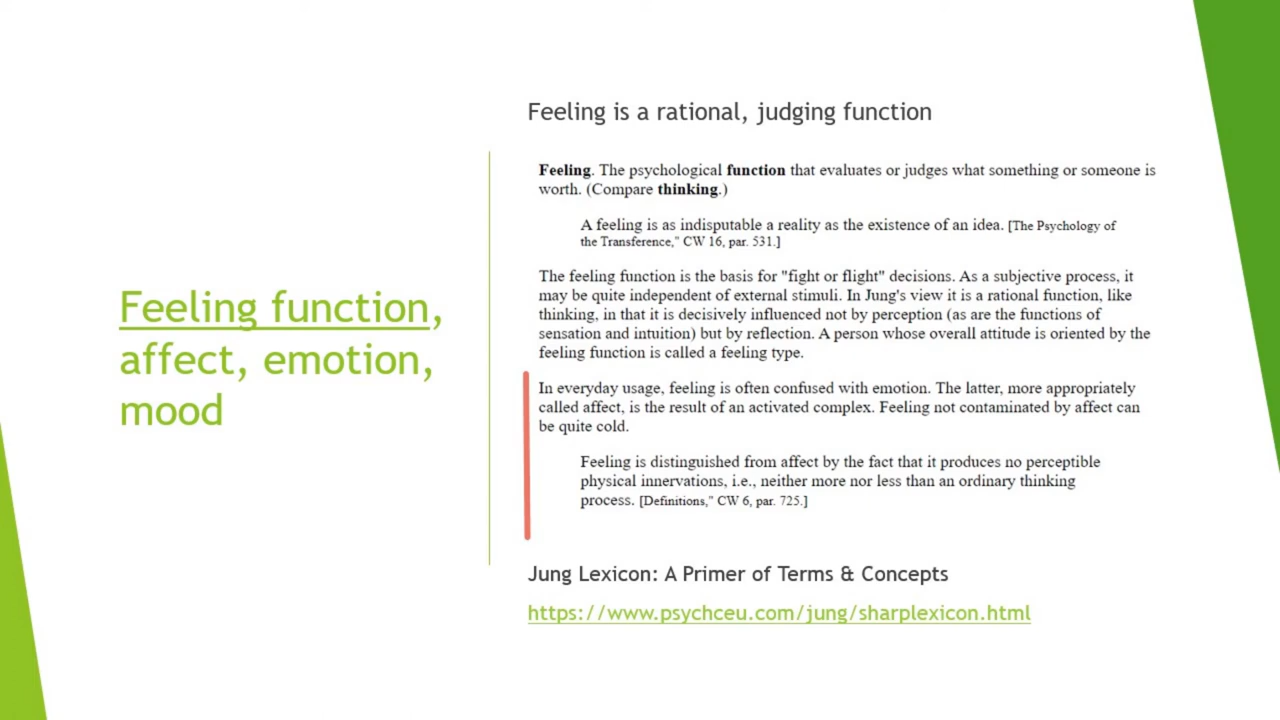 Feeling function,
affect, emotion,
mood
Feeling is a rational, judging function
Feeling. The psychological function that evaluates or judges what something or someone is
worth. (Compare thinking.)
A feeling is as indisputable a reality as the existence of an idea. [The Psychology of
the Transference," CW 16, par. 531.]
The feeling function is the basis for "fight or flight" decisions. As a subjective process, it
may be quite independent of external stimuli. In Jung's view it is a rational function, like
thinking, in that it is decisively influenced not by perception (as are the functions of
sensation and intuition) but by reflection. A person whose overall attitude is oriented by the
feeling function is called a feeling type.
In everyday usage, feeling is often confused with emotion. The latter, more appropriately
called affect, is the result of an activated complex. Feeling not contaminated by affect can
be quite cold.
Feeling is distinguished from affect by the fact that it produces no perceptible
physical innervations, i.e., neither more nor less than an ordinary thinking
process. [Definitions," CW 6, par. 725.]
Jung Lexicon: A Primer of Terms & Concepts
https://www.psychceu.com/jung/sharplexicon.html